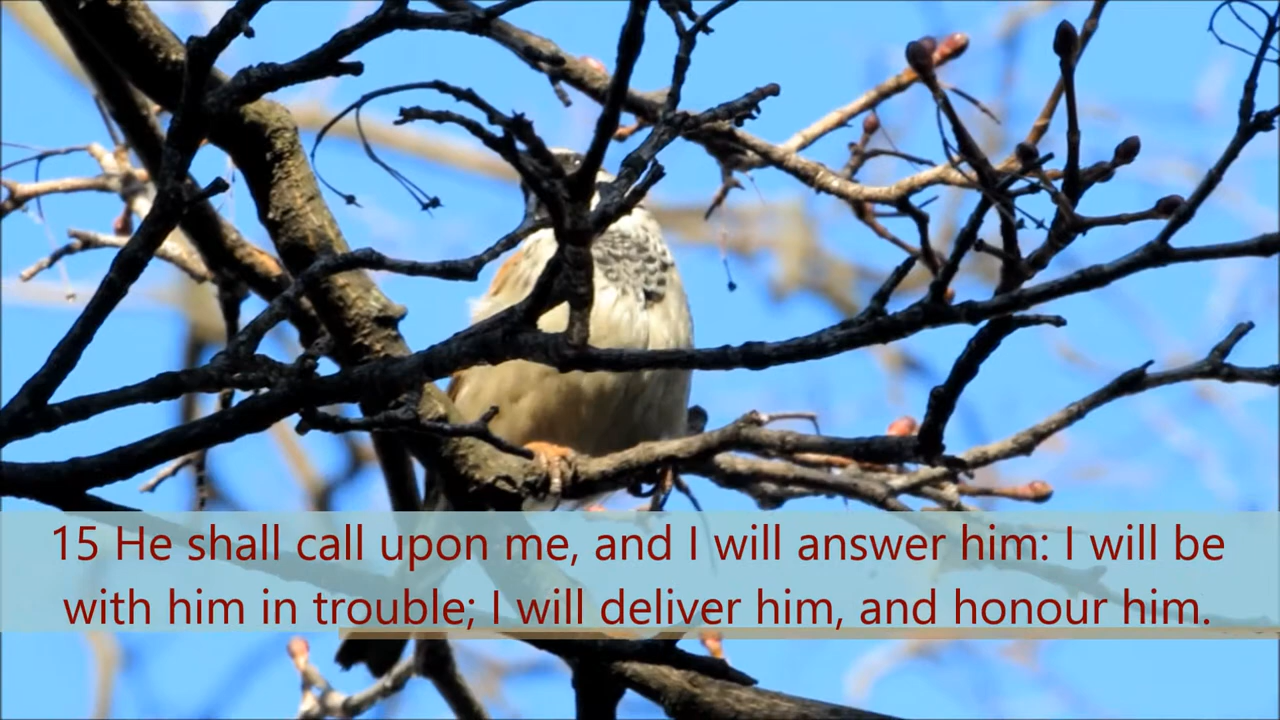 15 He shall call upon me, and I will answer him: I will be
with him in trouble; I will deliver him, and honour him.